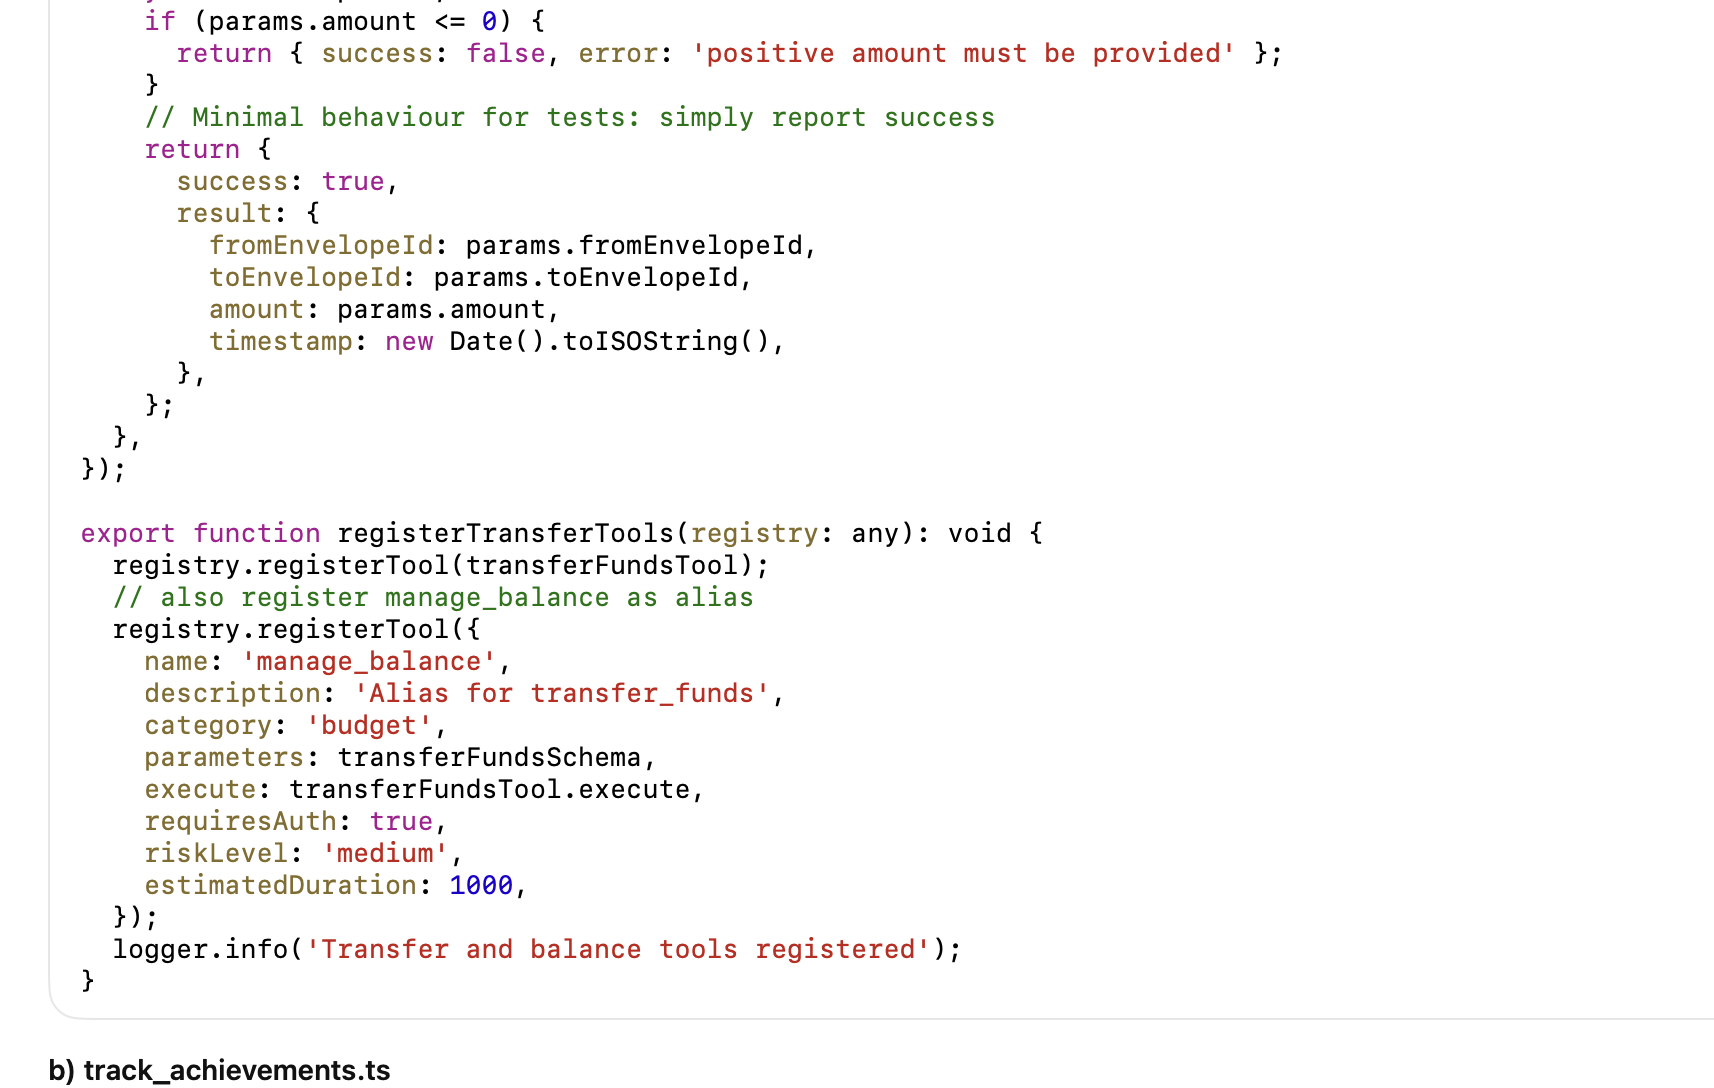 if (params.amount <= 0) {
return { success: false, error: 'positive amount must be provided' };
}
// Minimal behaviour for tests: simply report success
return {
success: true,
result: {
fromEnvelopeId: params.fromEnvelopeId,
toEnvelopeId: params.toEnvelopeId,
amount: params.amount,
timestamp: new Date().toISOString(),
},
};
},
});
export function registerTransferTools(registry: any): void {
registry.registerTool(transferFundsTool);
// also register manage_balance as alias
registry.registerTool({
name: 'manage_balance',
description: 'Alias for transfer_funds',
category: 'budget',
parameters: transferFundsSchema,
execute: transferFundsTool.execute,
requiresAuth: true,
riskLevel: 'medium',
estimatedDuration: 1000,
});
logger.info('Transfer and balance tools registered');
}
b) track_achievements.ts